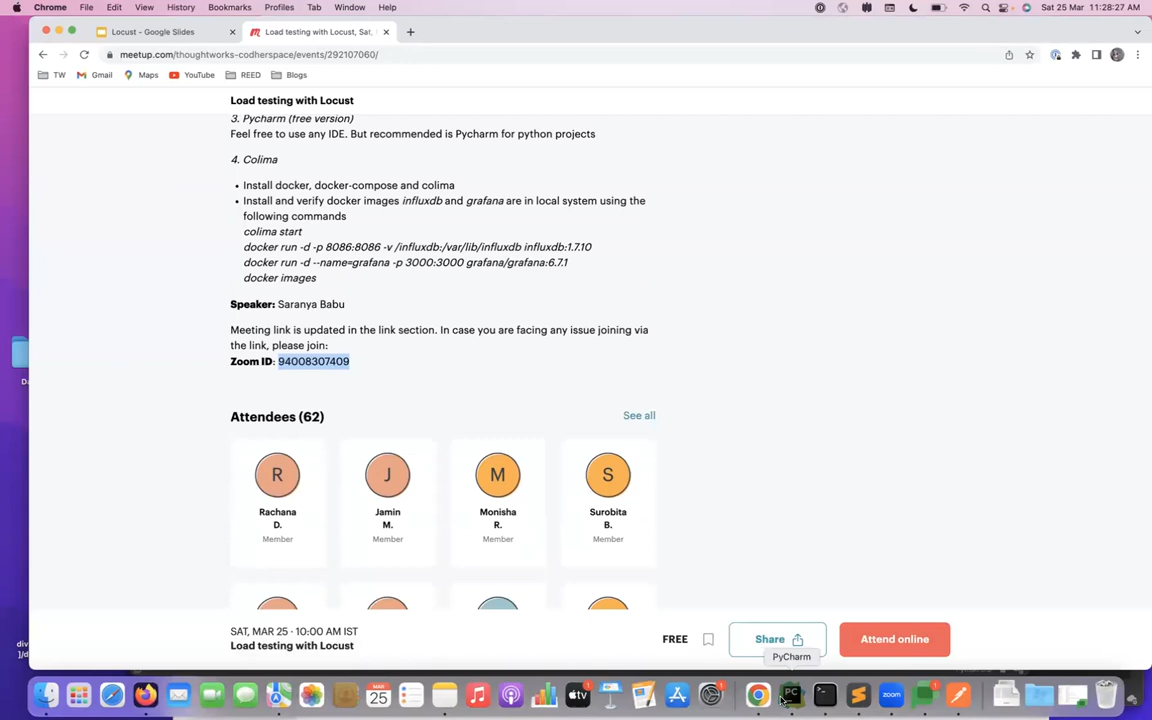 Chrome File Edit View History Bookmarks Profiles Tab Window Help Sat 25 Mar 11:28:27 AM
Locust - Google Slides Load testing with Locust, Sat,
meetup.com/thoughtworks-codherspace/events/292107060/
TW Gmail Maps YouTube REED Blogs
Load testing with Locust
3. Pycharm (free version)
Feel free to use any IDE. But recommended is Pycharm for python projects
4. Colima
• Install docker, docker-compose and colima
• Install and verify docker images influxdb and grafana are in local system using the
following commands
colima start
docker run -d -p 8086:8086 -v /influxdb:/var/lib/influxdb influxdb:1.7.10
docker run -d --name=grafana -p 3000:3000 grafana/grafana:6.7.1
docker images
Speaker: Saranya Babu
Meeting link is updated in the link section. In case you are facing any issue joining via
the link, please join:
Zoom ID: 94008307409
Attendees (62) See all
R J M S
Rachana Jamin Monisha Surobita
D. M. R. B.
Member Member Member Member
SAT, MAR 25 · 10:00 AM IST
Load testing with Locust
FREE Share Attend online
PyCharm
MAR
25
tv
PC
zoom